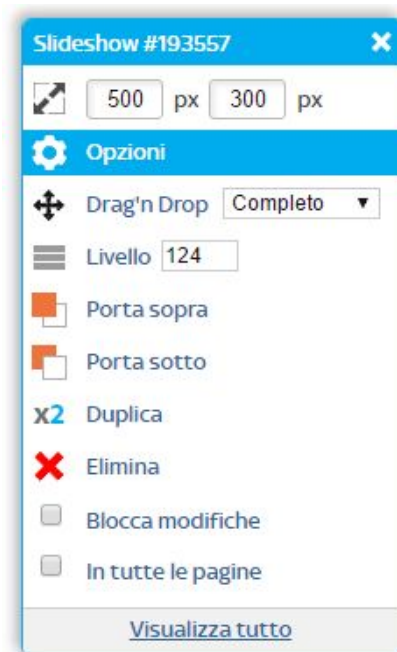 Slideshow #193557
500 px 300 px
Opzioni
Drag'n Drop Completo
Livello 124
Porta sopra
Porta sotto
x2 Duplica
Elimina
Blocca modifiche
In tutte le pagine
Visualizza tutto